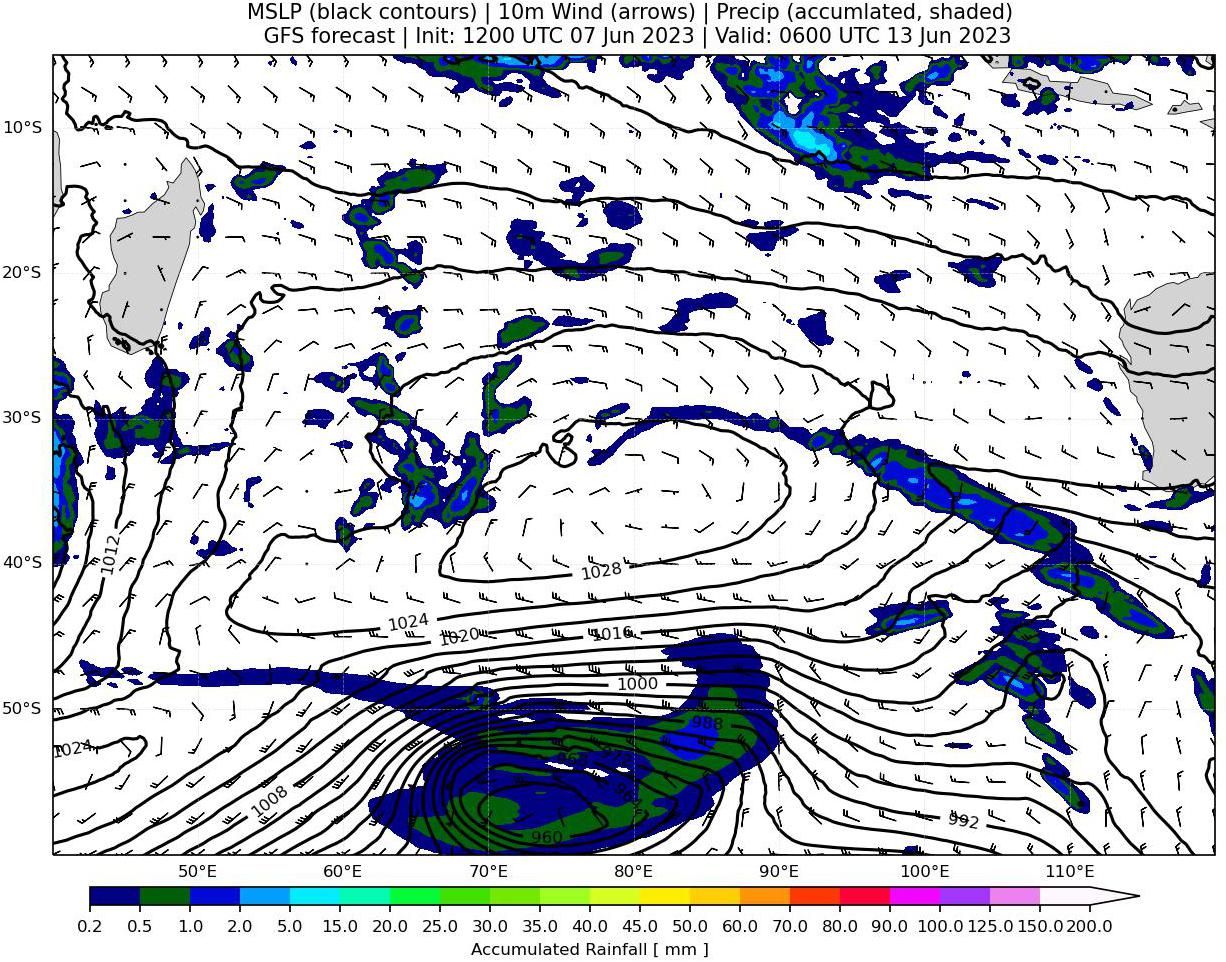 MSLP (black contours) | 10m Wind (arrows) | Precip (accumlated, shaded)
GFS forecast | Init: 1200 UTC 07 Jun 2023 | Valid: 0600 UTC 13 Jun 2023
10°S
20°S
30°S
1012
40°S
1028
1024
1020
1016
1000
50°S
988
1024
964
1008
992
960
50°E
60°E
70°E
80°E
90°E
100°E
110°E
0.2 0.5 1.0 2.0 5.0 10.0 15.0 20.0 25.0 30.0 35.0 40.0 45.0 50.0 60.0 70.0 80.0 90.0 100.0 125.0 150.0 200.0
Accumulated Rainfall [ mm ]